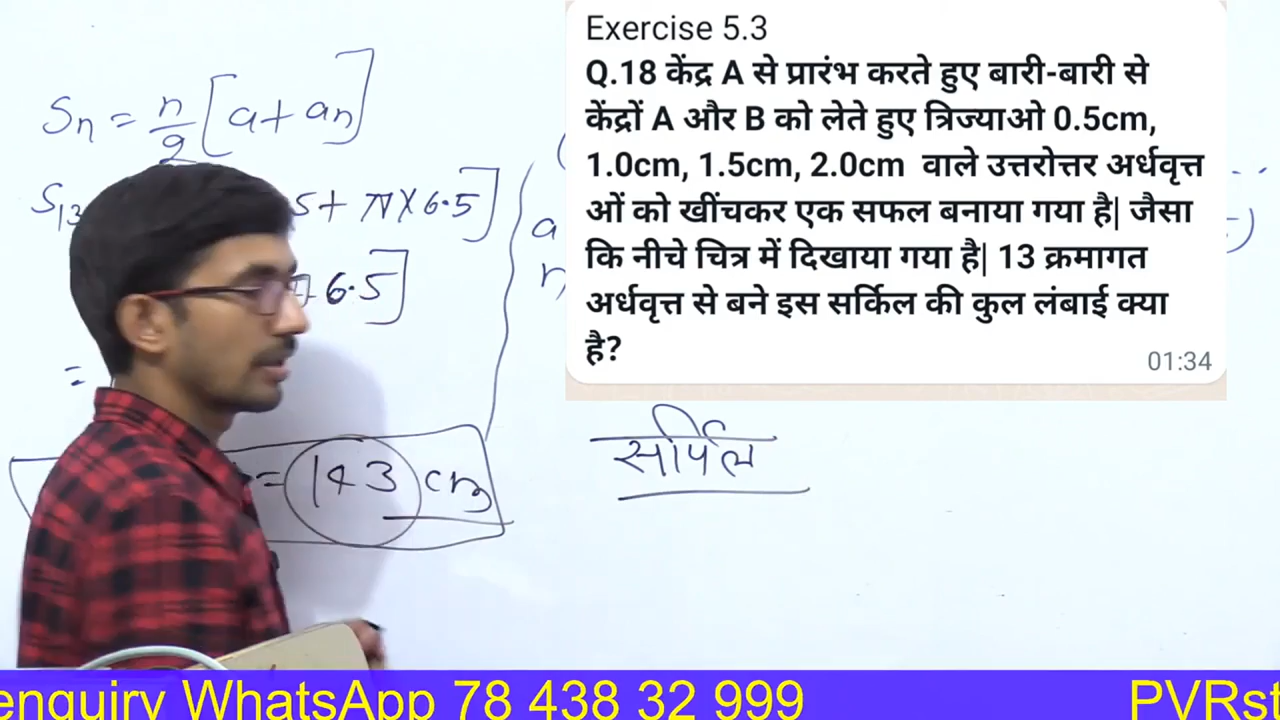 Exercise 5.3
Q.18 केंद्र A से प्रारंभ करते हुए बारी-बारी से
केंद्रों A और B को लेते हुए त्रिज्याओ 0.5cm,
1.0cm, 1.5cm, 2.0cm वाले उत्तरोत्तर अर्धवृत्त
ओं को खींचकर एक सफल बनाया गया है| जैसा
कि नीचे चित्र में दिखाया गया है| 13 क्रमागत
अर्धवृत्त से बने इस सर्किल की कुल लंबाई क्या
है?
01:34
Sn = n/2 [a + an]
S13 5 + π × 6.5]
6.5]
=
= 143 cm
a
n,
सर्पिल
enquiry WhatsApp 78 438 32 999
PVRst